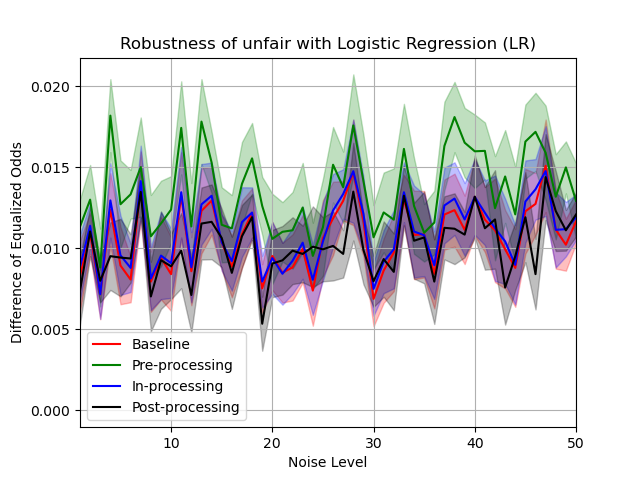 Robustness of unfair with Logistic Regression (LR)
Difference of Equalized Odds
0.020
0.015
0.010
0.005
0.000
Baseline
Pre-processing
In-processing
Post-processing
10
20
30
40
50
Noise Level